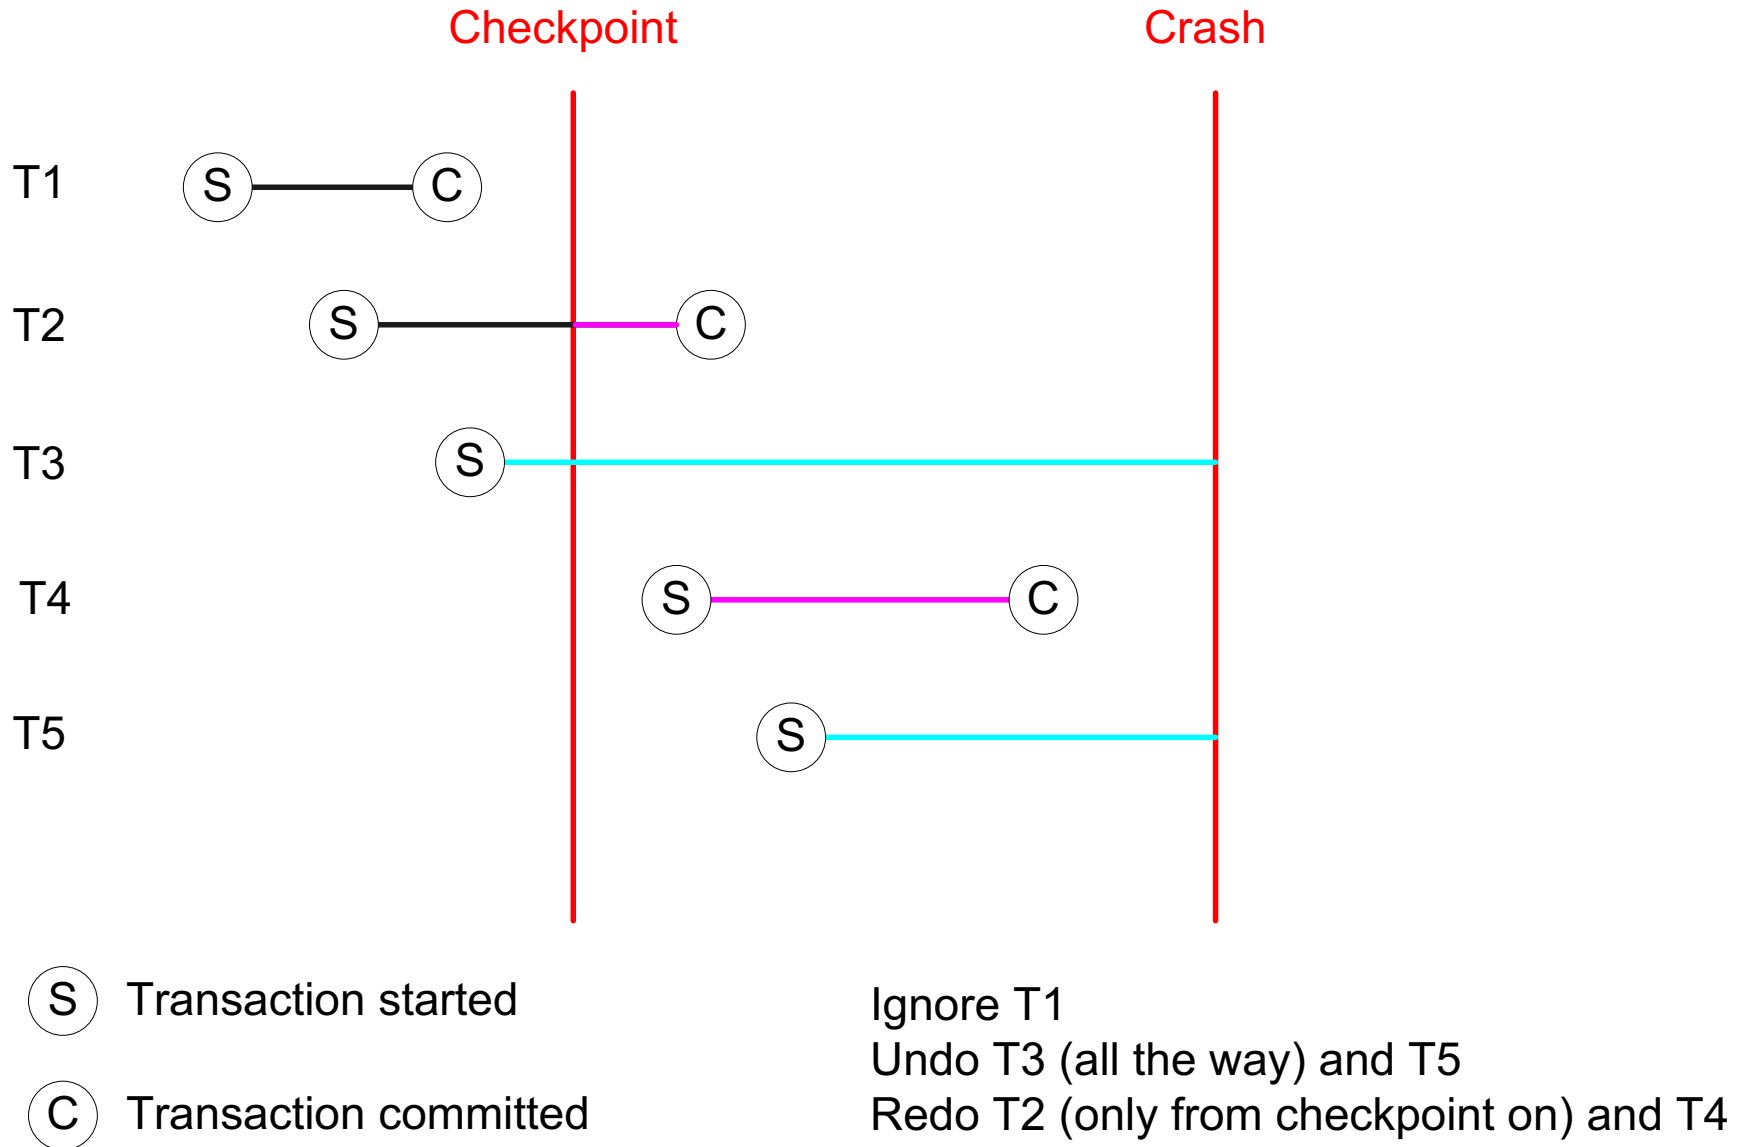 Checkpoint Crash
T1 S C
T2 S C
T3 S
T4 S C
T5 S
S Transaction started
C Transaction committed
Ignore T1
Undo T3 (all the way) and T5
Redo T2 (only from checkpoint on) and T4